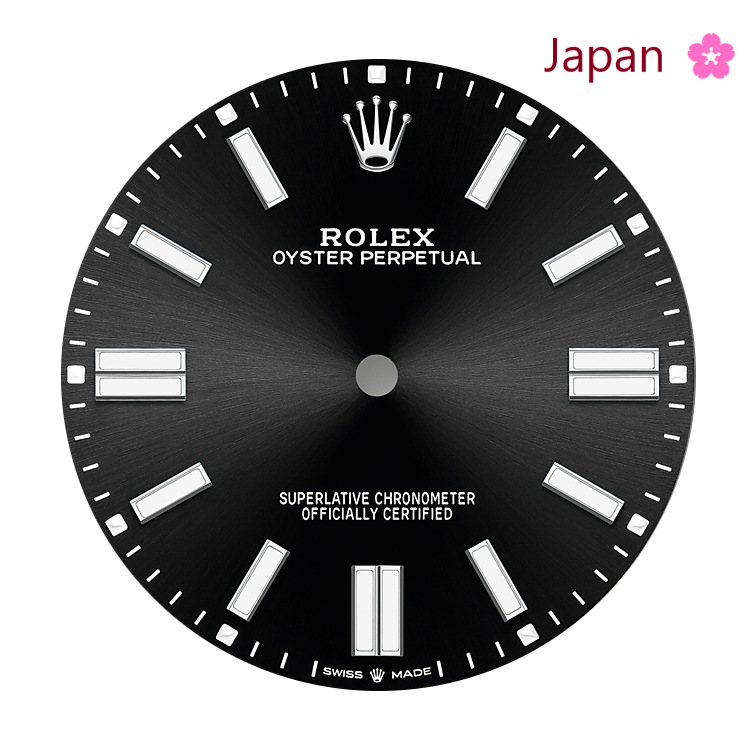 Japan 🌸
ROLEX
OYSTER PERPETUAL
SUPERLATIVE CHRONOMETER
OFFICIALLY CERTIFIED
SWISS MADE